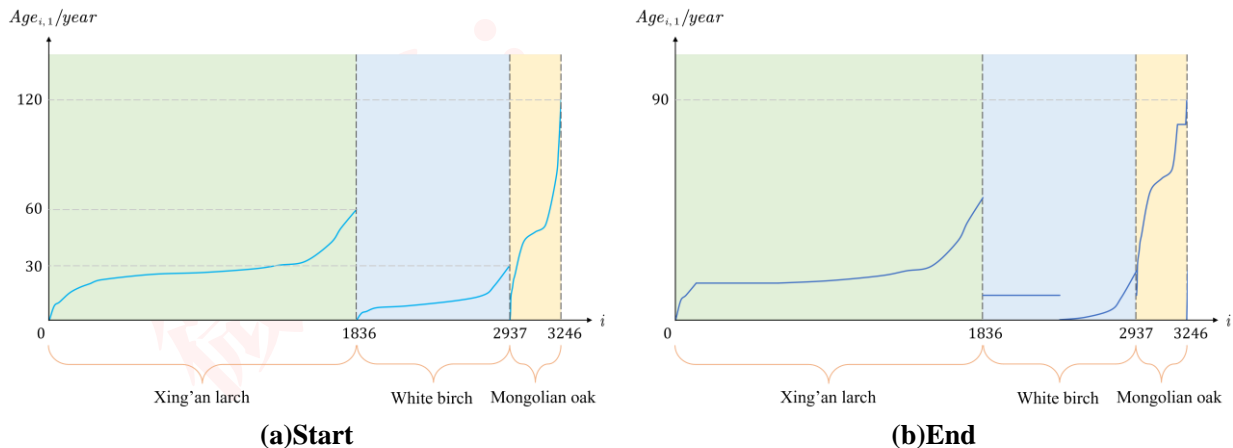 Age_{i,1}/year
120
60
30
0
1836
2937
3246
i
Xing'an larch
White birch
Mongolian oak
(a)Start
Age_{i,1}/year
90
0
1836
2937
3246
i
Xing'an larch
White birch
Mongolian oak
(b)End